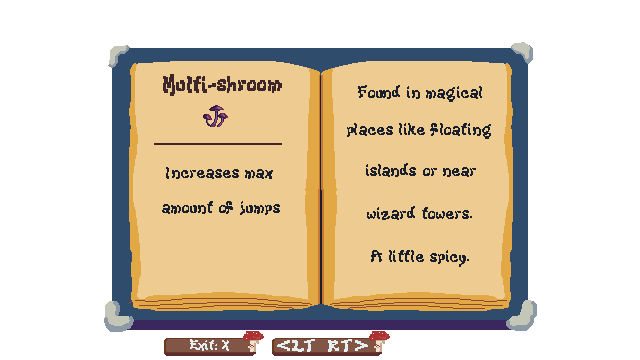 Multi-shroom
Increases max
amount of jumps
Found in magical
places like floating
islands or near
wizard towers.
A little spicy.
Exit: X
<LT RT>